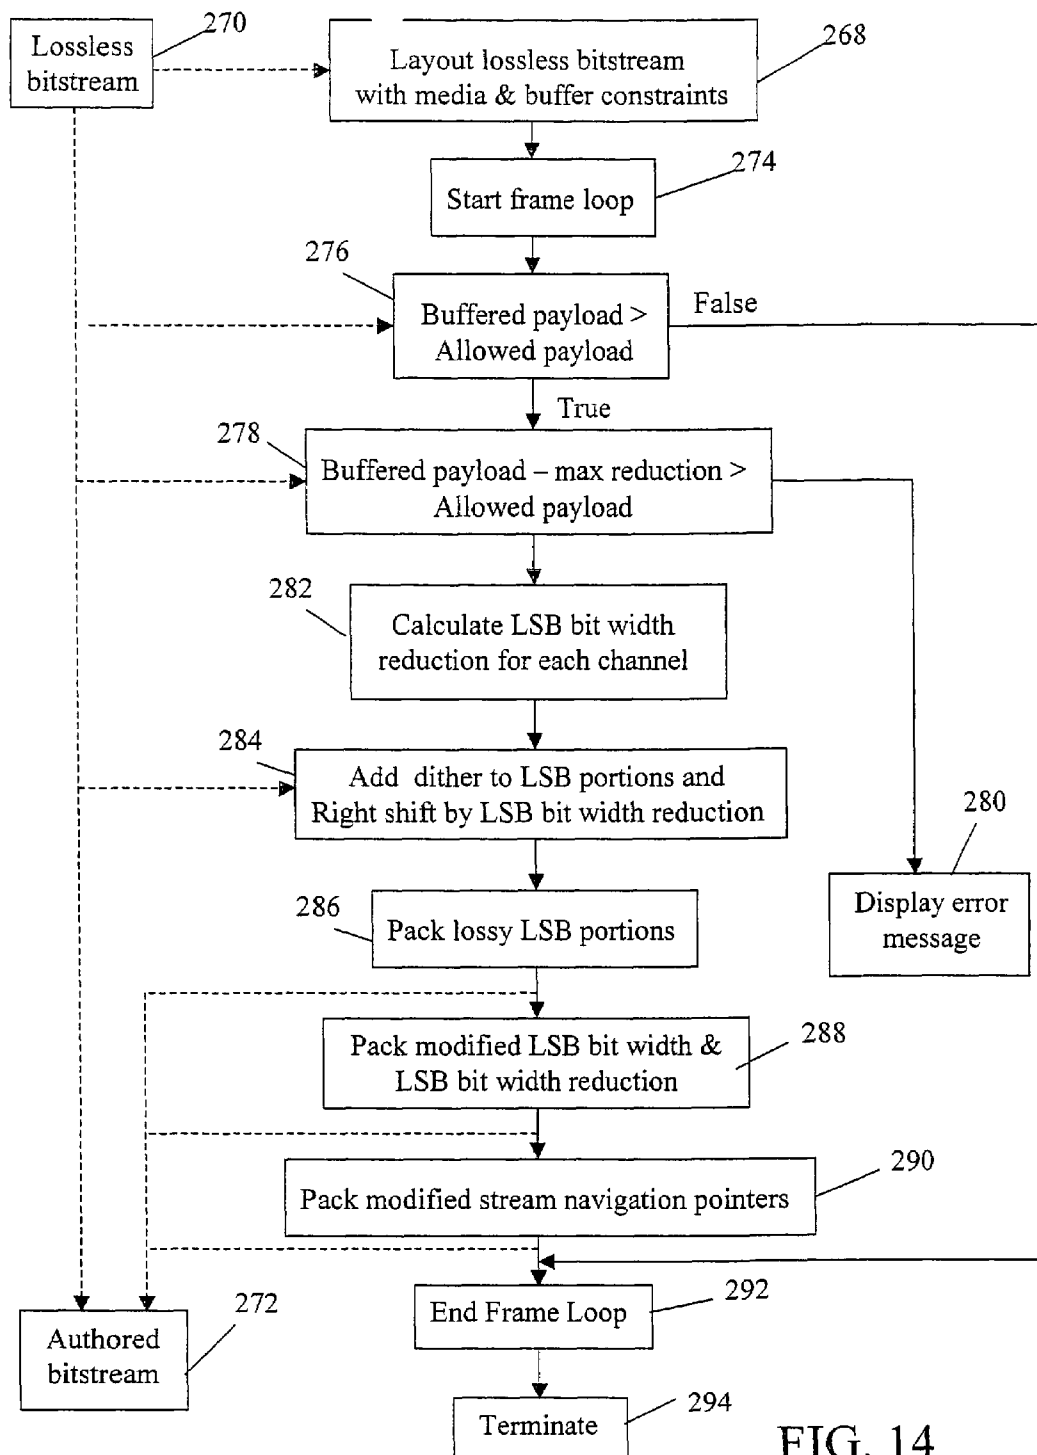 270
Lossless
bitstream
Layout lossless bitstream
with media & buffer constraints
268
274
Start frame loop
276
Buffered payload >
Allowed payload
False
True
278
Buffered payload – max reduction >
Allowed payload
282
Calculate LSB bit width
reduction for each channel
284
Add dither to LSB portions and
Right shift by LSB bit width reduction
280
Display error
message
286
Pack lossy LSB portions
Pack modified LSB bit width &
LSB bit width reduction
288
290
Pack modified stream navigation pointers
272
Authored
bitstream
292
End Frame Loop
294
Terminate
FIG. 14